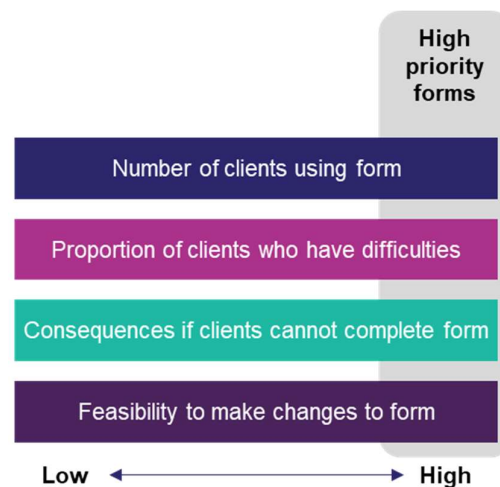 High
priority
forms
Number of clients using form
Proportion of clients who have difficulties
Consequences if clients cannot complete form
Feasibility to make changes to form
Low High